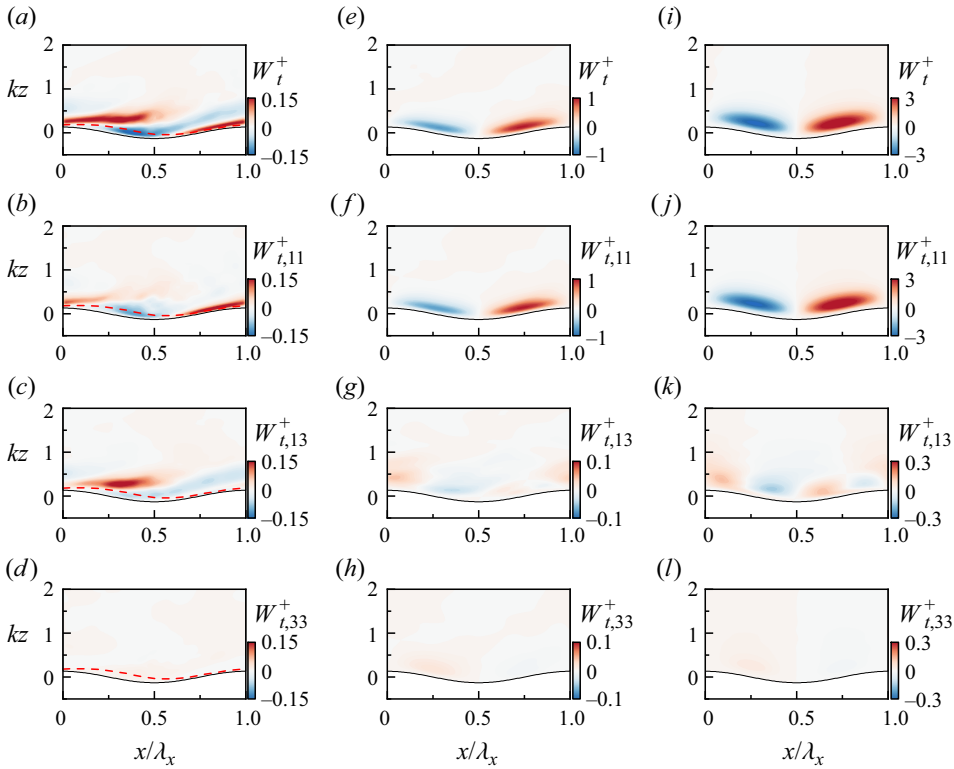 (a) (e) (i)
2 W_t^+ 2 W_t^+ 2 W_t^+
kz 1 0.15 1 1 1 3
0 0 0 0 0 0
–0.15 –1 –3
0 0.5 1.0 0 0.5 1.0 0 0.5 1.0
(b) (f) (j)
2 W_{t,11}^+ 2 W_{t,11}^+ 2 W_{t,11}^+
kz 1 0.15 1 1 1 3
0 0 0 0 0 0
–0.15 –1 –3
0 0.5 1.0 0 0.5 1.0 0 0.5 1.0
(c) (g) (k)
2 W_{t,13}^+ 2 W_{t,13}^+ 2 W_{t,13}^+
kz 1 0.15 1 0.1 1 0.3
0 0 0 0 0 0
–0.15 –0.1 –0.3
0 0.5 1.0 0 0.5 1.0 0 0.5 1.0
(d) (h) (l)
2 W_{t,33}^+ 2 W_{t,33}^+ 2 W_{t,33}^+
kz 1 0.15 1 0.1 1 0.3
0 0 0 0 0 0
–0.15 –0.1 –0.3
0 0.5 1.0 0 0.5 1.0 0 0.5 1.0
x/λ_x x/λ_x x/λ_x